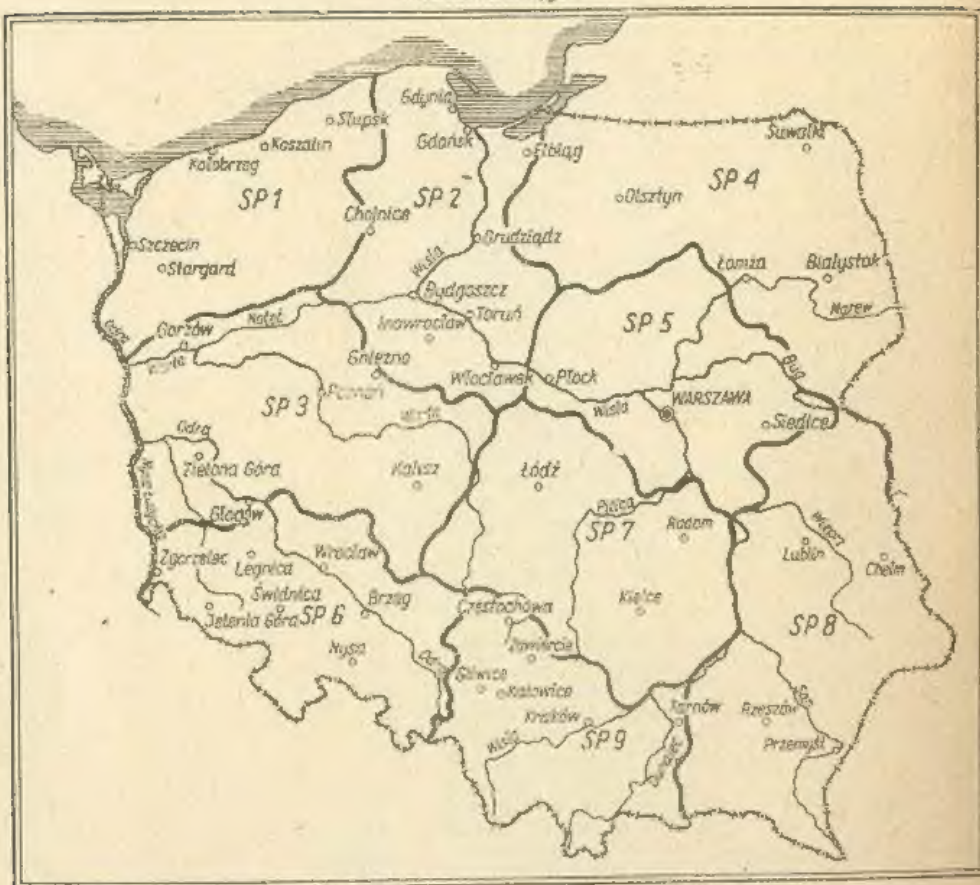 Gdynia
Słupsk
Gdańsk
Suwałki
Koszalin
Kołobrzeg
Elbląg
SP 1
SP 2
SP 4
Olsztyn
Chojnice
Szczecin
Grudziądz
Stargard
Wisła
Łomża
Białystok
Bydgoszcz
Narew
Noteć
Toruń
SP 5
Inowrocław
Odra
Gorzów
Warta
Gniezno
Bug
Włocławek
Płock
Poznań
WARSZAWA
Wisła
SP 3
Warta
Siedlce
Odra
Zielona Góra
Kalisz
Łódź
Pilica
Głogów
SP 7
Radom
Wieprz
Wrocław
Lublin
Zgorzelec
Chełm
Legnica
Świdnica
Brzeg
Jelenia Góra
SP 6
Częstochowa
Kielce
SP 8
Zawiercie
Nysa
Odra
Gliwice
Katowice
San
Kraków
Tarnów
Rzeszów
Wisła
SP 9
Przemyśl
Dunajec